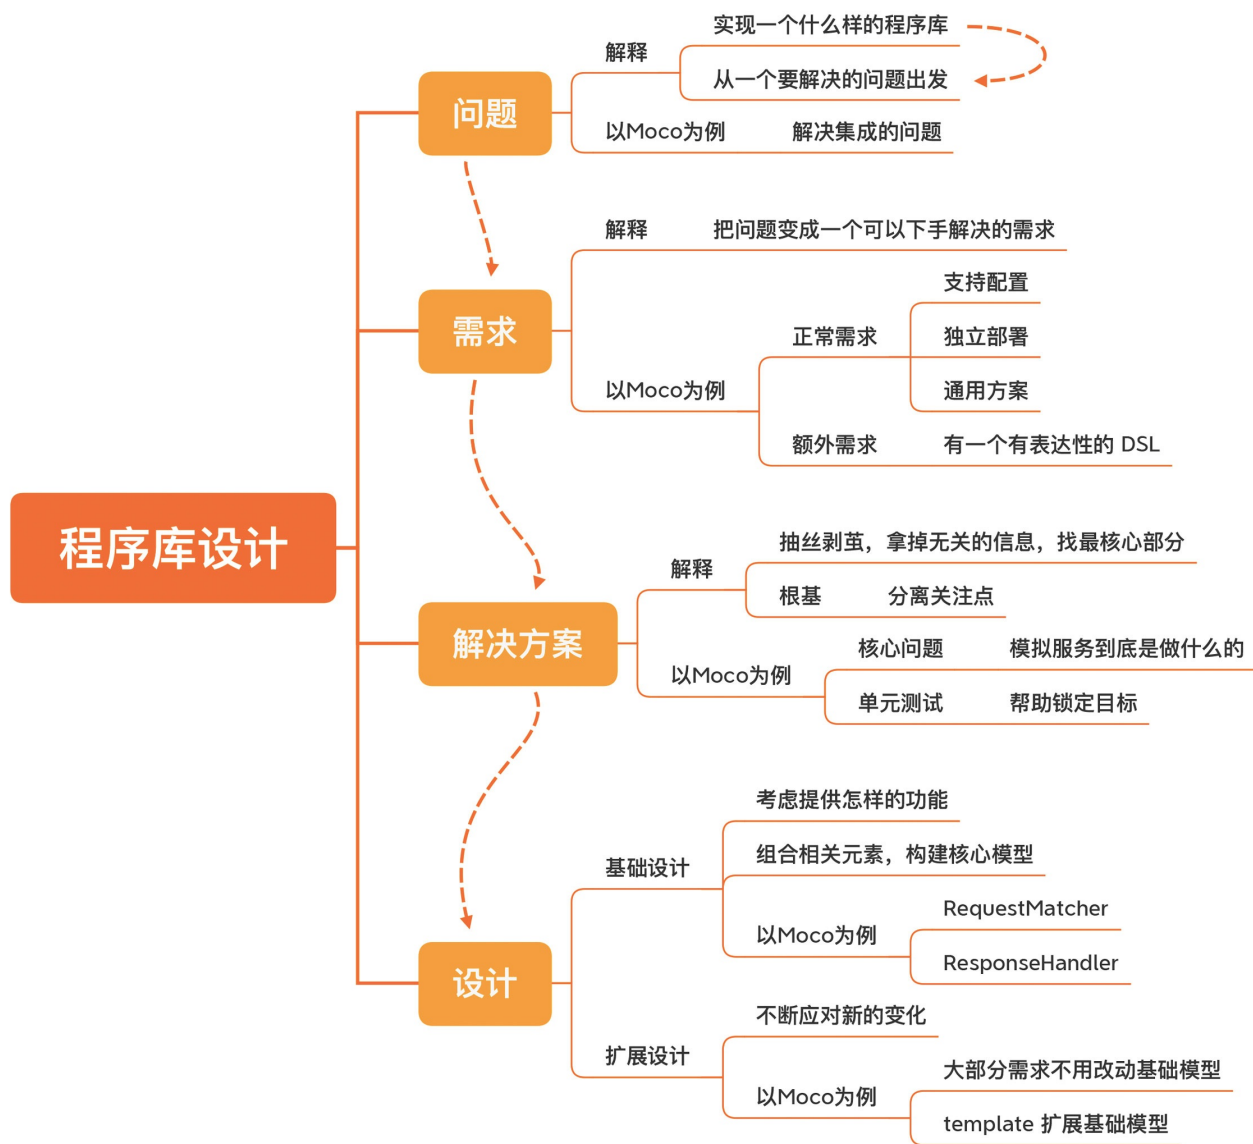 程序库设计
问题
解释
实现一个什么样的程序库
从一个要解决的问题出发
以Moco为例
解决集成的问题
需求
解释
把问题变成一个可以下手解决的需求
以Moco为例
正常需求
支持配置
独立部署
通用方案
额外需求
有一个有表达性的 DSL
解决方案
解释
抽丝剥茧，拿掉无关的信息，找最核心部分
根基
分离关注点
以Moco为例
核心问题
模拟服务到底是做什么的
单元测试
帮助锁定目标
设计
基础设计
考虑提供怎样的功能
组合相关元素，构建核心模型
以Moco为例
RequestMatcher
ResponseHandler
扩展设计
不断应对新的变化
以Moco为例
大部分需求不用改动基础模型
template 扩展基础模型